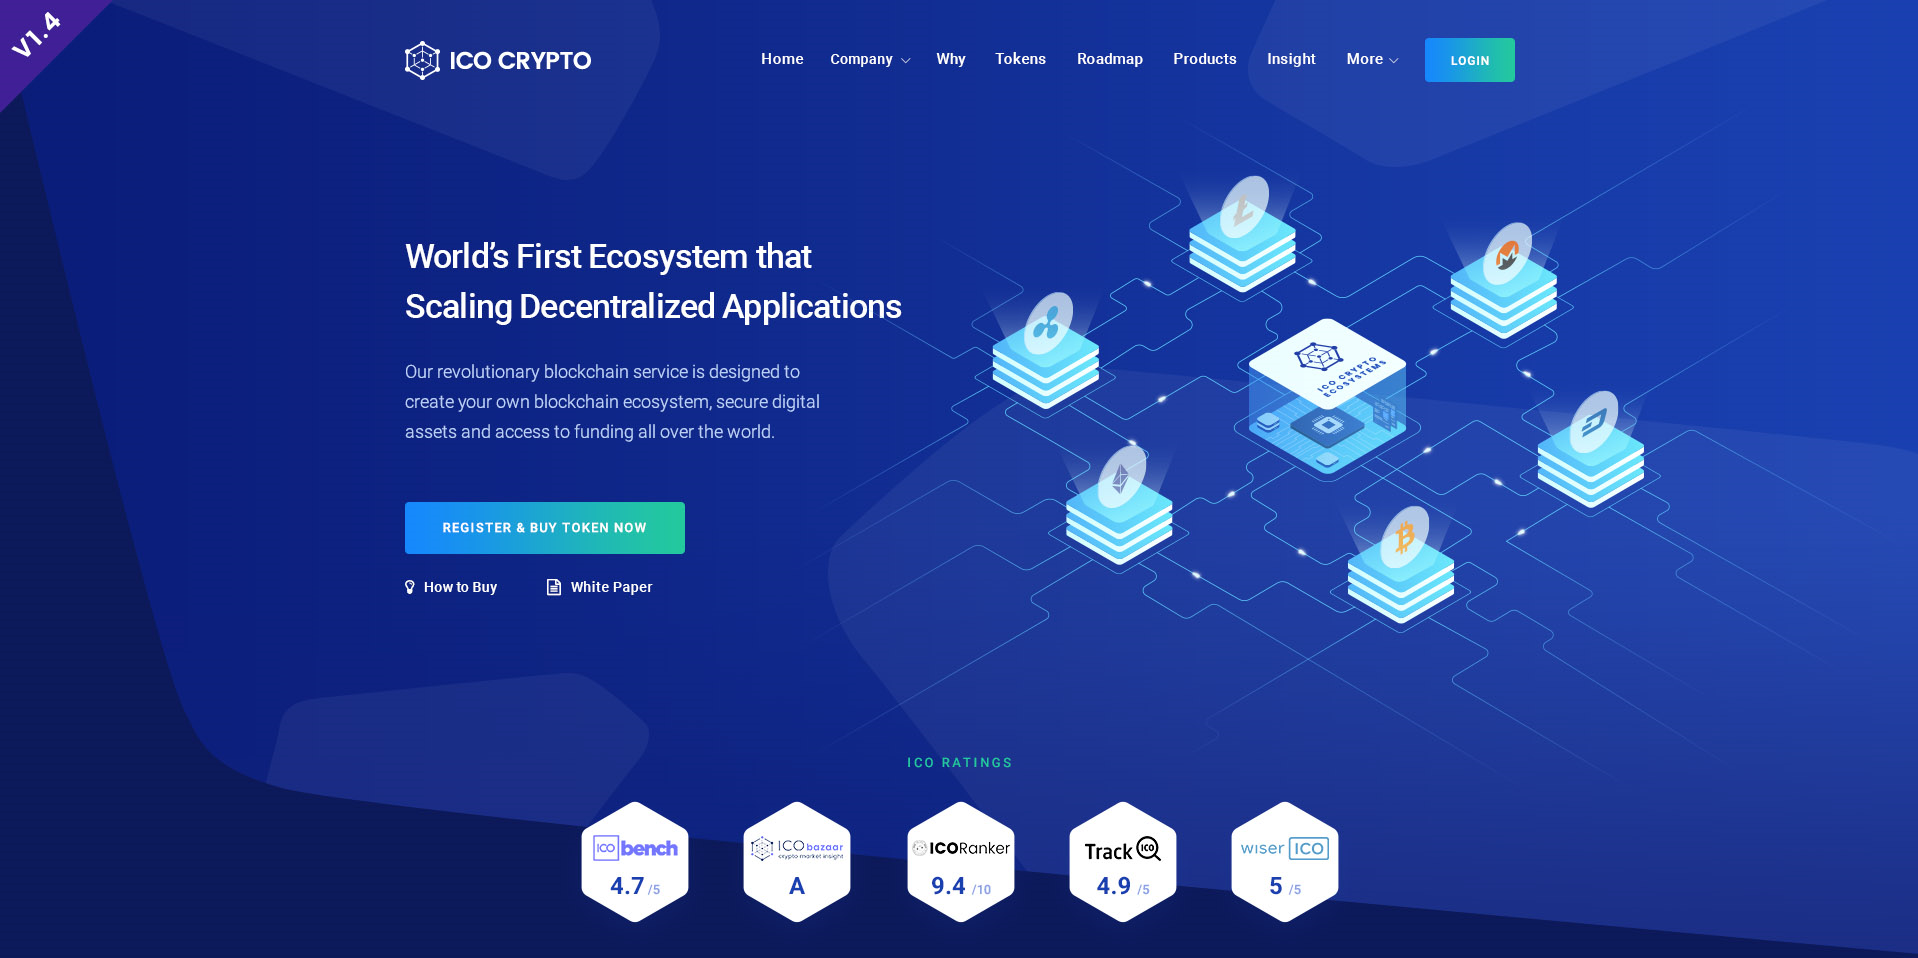 V1.4
ICO CRYPTO
Home Company Why Tokens Roadmap Products Insight More LOGIN
World’s First Ecosystem that
Scaling Decentralized Applications
Our revolutionary blockchain service is designed to
create your own blockchain ecosystem, secure digital
assets and access to funding all over the world.
REGISTER & BUY TOKEN NOW
How to Buy White Paper
ICO CRYPTO
ECOSYSTEMS
ICO RATINGS
ICO bench
4.7 /5
ICO bazaar
crypto market insight
A
ICORanker
9.4 /10
Track ICO
4.9 /5
wiser ICO
5 /5